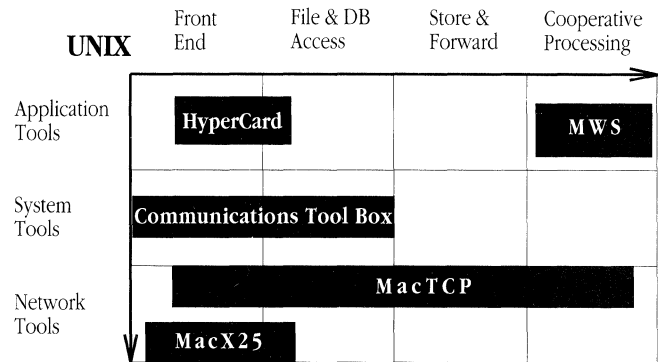 Front
End
File & DB
Access
Store &
Forward
Cooperative
Processing
UNIX
Application
Tools
HyperCard
MWS
System
Tools
Communications Tool Box
Network
Tools
MacTCP
MacX25